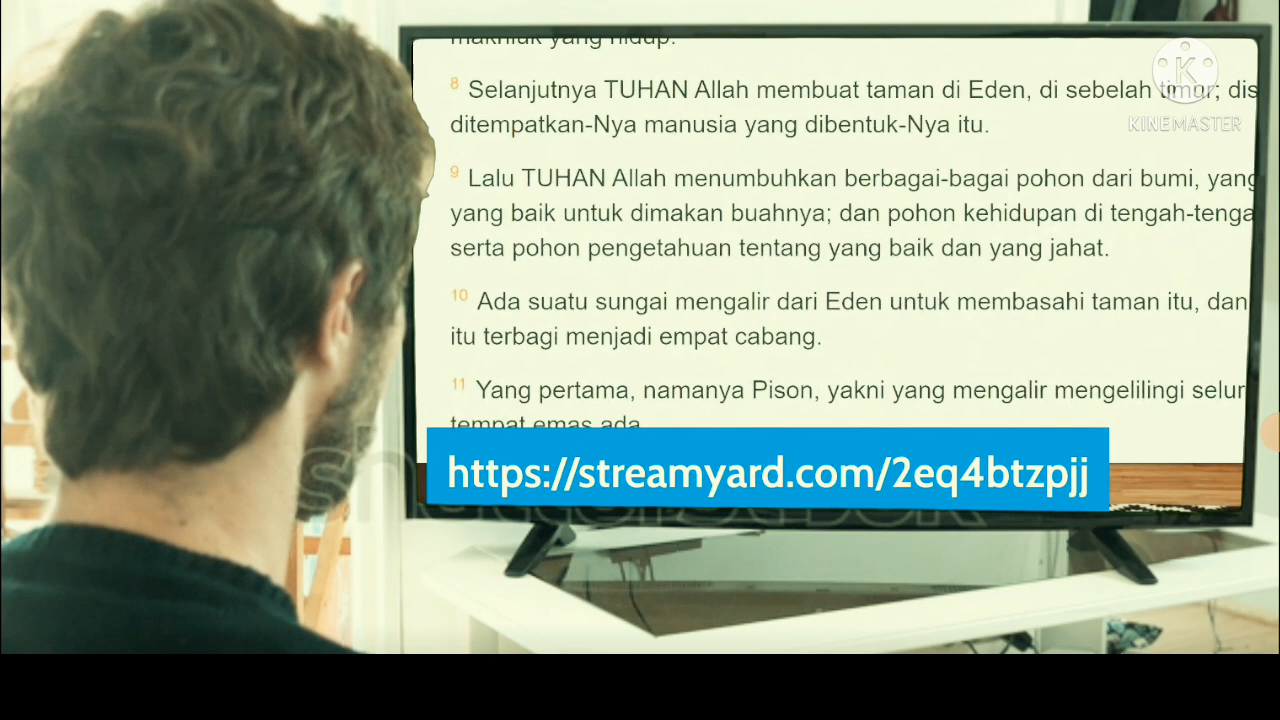 makhluk yang hidup.
8 Selanjutnya TUHAN Allah membuat taman di Eden, di sebelah timur; dis
ditempatkan-Nya manusia yang dibentuk-Nya itu.
9 Lalu TUHAN Allah menumbuhkan berbagai-bagai pohon dari bumi, yang
yang baik untuk dimakan buahnya; dan pohon kehidupan di tengah-tenga
serta pohon pengetahuan tentang yang baik dan yang jahat.
10 Ada suatu sungai mengalir dari Eden untuk membasahi taman itu, dan
itu terbagi menjadi empat cabang.
11 Yang pertama, namanya Pison, yakni yang mengalir mengelilingi selur
tempat emas ada.
https://streamyard.com/2eq4btzpjj
K
KINEMASTER